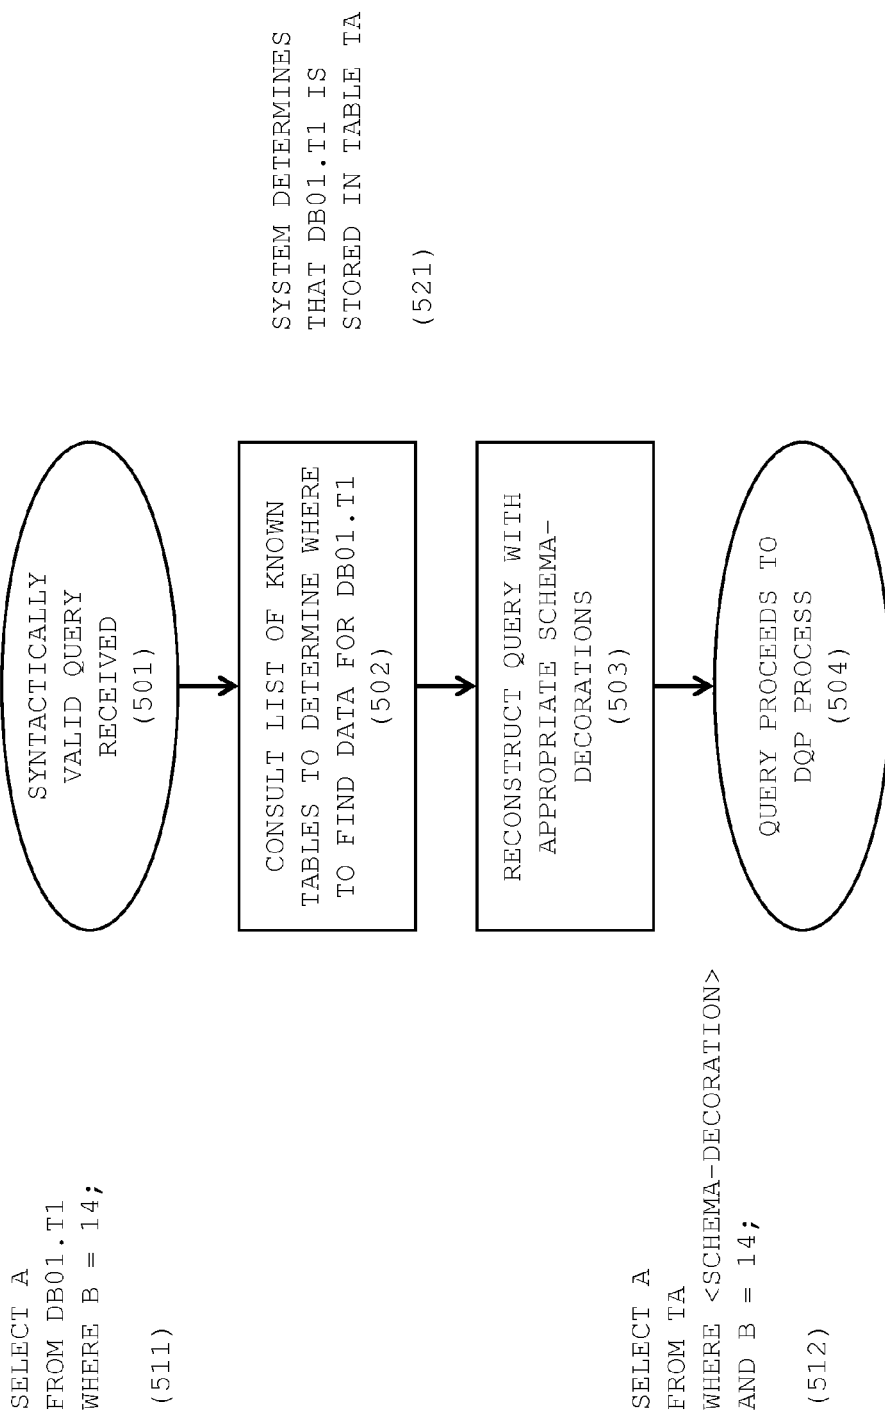 SELECT A
FROM DB01.T1
WHERE B = 14;
(511)
SYNTACTICALLY
VALID QUERY
RECEIVED
(501)
CONSULT LIST OF KNOWN
TABLES TO DETERMINE WHERE
TO FIND DATA FOR DB01.T1
(502)
SYSTEM DETERMINES
THAT DB01.T1 IS
STORED IN TABLE TA
(521)
RECONSTRUCT QUERY WITH
APPROPRIATE SCHEMA-
DECORATIONS
(503)
SELECT A
FROM TA
WHERE <SCHEMA-DECORATION>
AND B = 14;
(512)
QUERY PROCEEDS TO
DQP PROCESS
(504)